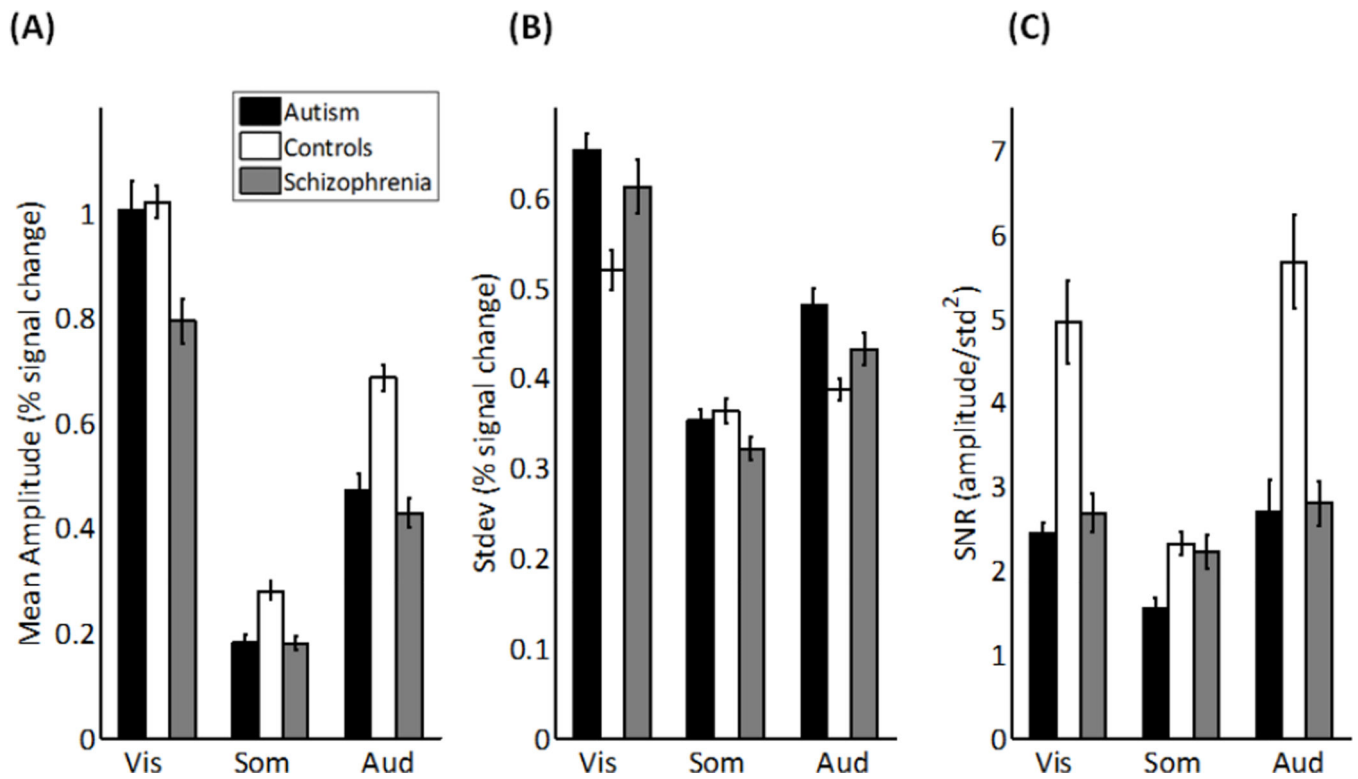 (A)
(B)
(C)
Autism
Controls
Schizophrenia
Mean Amplitude (% signal change)
1
0.8
0.6
0.4
0.2
0
Vis Som Aud
Stdev (% signal change)
0.6
0.5
0.4
0.3
0.2
0.1
0
Vis Som Aud
SNR (amplitude/std²)
7
6
5
4
3
2
1
0
Vis Som Aud